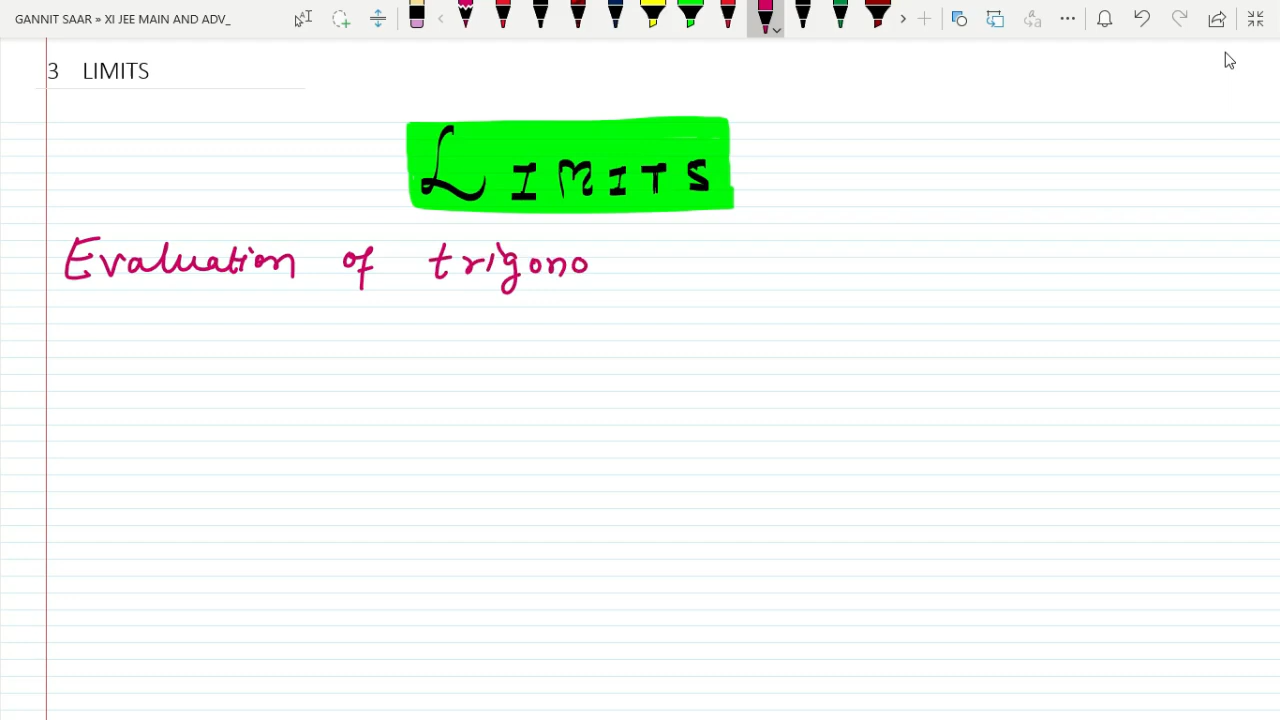 GANNIT SAAR » XI JEE MAIN AND ADV_
3 LIMITS
LIMITS
Evaluation of trigono